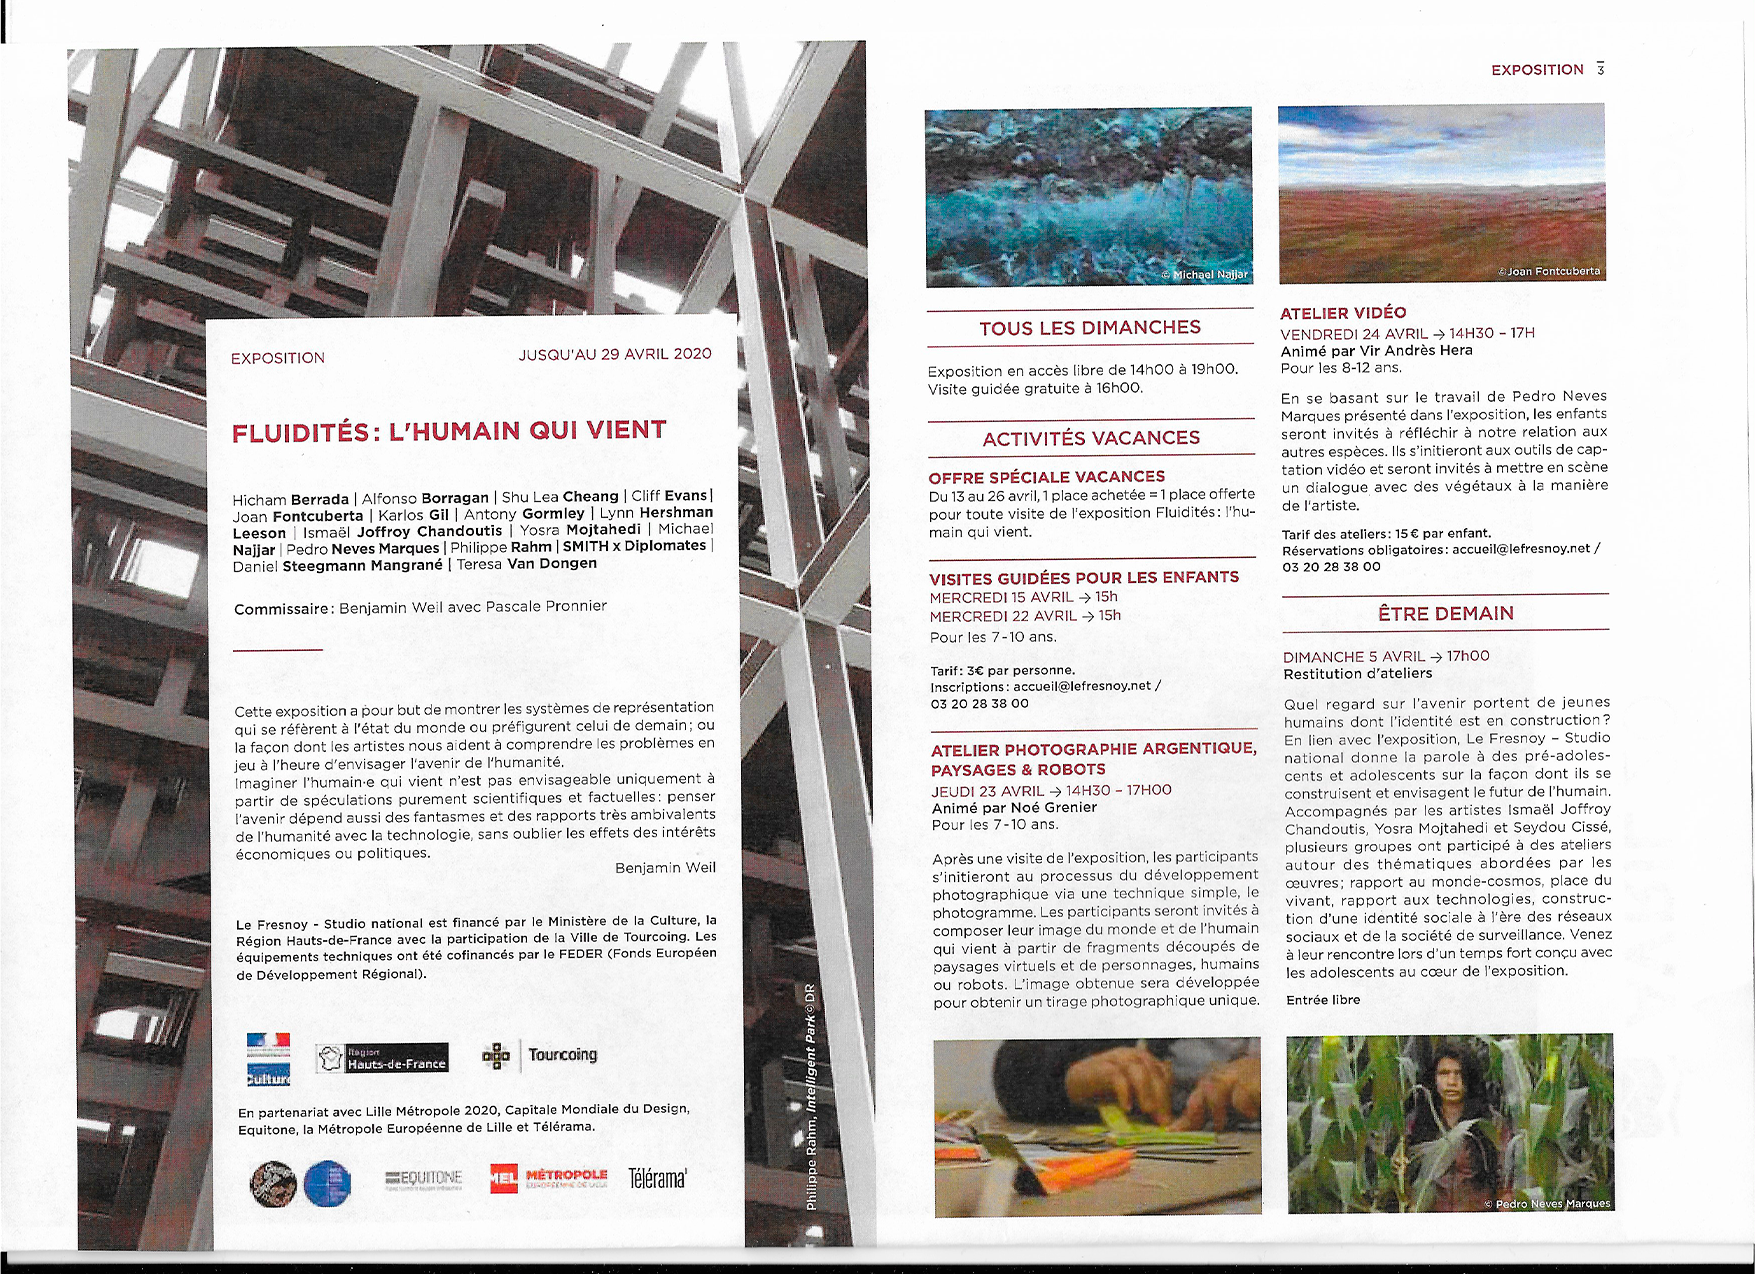 EXPOSITION
JUSQU'AU 29 AVRIL 2020
FLUIDITÉS : L'HUMAIN QUI VIENT
Hicham Berrada | Alfonso Borragan | Shu Lea Cheang | Cliff Evans |
Joan Fontcuberta | Karlos Gil | Antony Gormley | Lynn Hershman
Leeson | Ismaël Joffroy Chandoutis | Yosra Mojtahedi | Michael
Najjar | Pedro Neves Marques | Philippe Rahm | SMITH x Diplomates |
Daniel Steegmann Mangrané | Teresa Van Dongen
Commissaire : Benjamin Weil avec Pascale Pronnier
Cette exposition a pour but de montrer les systèmes de représentation
qui se réfèrent à l'état du monde ou préfigurent celui de demain ; ou
la façon dont les artistes nous aident à comprendre les problèmes en
jeu à l'heure d'envisager l'avenir de l'humanité.
Imaginer l'humain·e qui vient n'est pas envisageable uniquement à
partir de spéculations purement scientifiques et factuelles : penser
l'avenir dépend aussi des fantasmes et des rapports très ambivalents
de l'humanité avec la technologie, sans oublier les effets des intérêts
économiques ou politiques.
Benjamin Weil
Le Fresnoy - Studio national est financé par le Ministère de la Culture, la
Région Hauts-de-France avec la participation de la Ville de Tourcoing. Les
équipements techniques ont été cofinancés par le FEDER (Fonds Européen
de Développement Régional).
Culture
Région
Hauts-de-France
Tourcoing
En partenariat avec Lille Métropole 2020, Capitale Mondiale du Design,
Equitone, la Métropole Européenne de Lille et Télérama.
EQUITONE
MEL
MÉTROPOLE
EUROPÉENNE DE LILLE
Télérama'
Philippe Rahm, Intelligent Park © DR
EXPOSITION 3
© Michael Najjar
TOUS LES DIMANCHES
Exposition en accès libre de 14h00 à 19h00.
Visite guidée gratuite à 16h00.
ACTIVITÉS VACANCES
OFFRE SPÉCIALE VACANCES
Du 13 au 26 avril, 1 place achetée = 1 place offerte
pour toute visite de l'exposition Fluidités : l'hu-
main qui vient.
VISITES GUIDÉES POUR LES ENFANTS
MERCREDI 15 AVRIL → 15h
MERCREDI 22 AVRIL → 15h
Pour les 7-10 ans.
Tarif : 3€ par personne.
Inscriptions : accueil@lefresnoy.net /
03 20 28 38 00
ATELIER PHOTOGRAPHIE ARGENTIQUE,
PAYSAGES & ROBOTS
JEUDI 23 AVRIL → 14H30 – 17H00
Animé par Noé Grenier
Pour les 7-10 ans.
Après une visite de l'exposition, les participants
s'initieront au processus du développement
photographique via une technique simple, le
photogramme. Les participants seront invités à
composer leur image du monde et de l'humain
qui vient à partir de fragments découpés de
paysages virtuels et de personnages, humains
ou robots. L'image obtenue sera développée
pour obtenir un tirage photographique unique.
© Joan Fontcuberta
ATELIER VIDÉO
VENDREDI 24 AVRIL → 14H30 – 17H
Animé par Vir Andrès Hera
Pour les 8-12 ans.
En se basant sur le travail de Pedro Neves
Marques présenté dans l'exposition, les enfants
seront invités à réfléchir à notre relation aux
autres espèces. Ils s'initieront aux outils de cap-
tation vidéo et seront invités à mettre en scène
un dialogue avec des végétaux à la manière
de l'artiste.
Tarif des ateliers : 15 € par enfant.
Réservations obligatoires : accueil@lefresnoy.net /
03 20 28 38 00
ÊTRE DEMAIN
DIMANCHE 5 AVRIL → 17h00
Restitution d'ateliers
Quel regard sur l'avenir portent de jeunes
humains dont l'identité est en construction ?
En lien avec l'exposition, Le Fresnoy – Studio
national donne la parole à des pré-adoles-
cents et adolescents sur la façon dont ils se
construisent et envisagent le futur de l'humain.
Accompagnés par les artistes Ismaël Joffroy
Chandoutis, Yosra Mojtahedi et Seydou Cissé,
plusieurs groupes ont participé à des ateliers
autour des thématiques abordées par les
œuvres ; rapport au monde-cosmos, place du
vivant, rapport aux technologies, construc-
tion d'une identité sociale à l'ère des réseaux
sociaux et de la société de surveillance. Venez
à leur rencontre lors d'un temps fort conçu avec
les adolescents au cœur de l'exposition.
Entrée libre
© Pedro Neves Marques